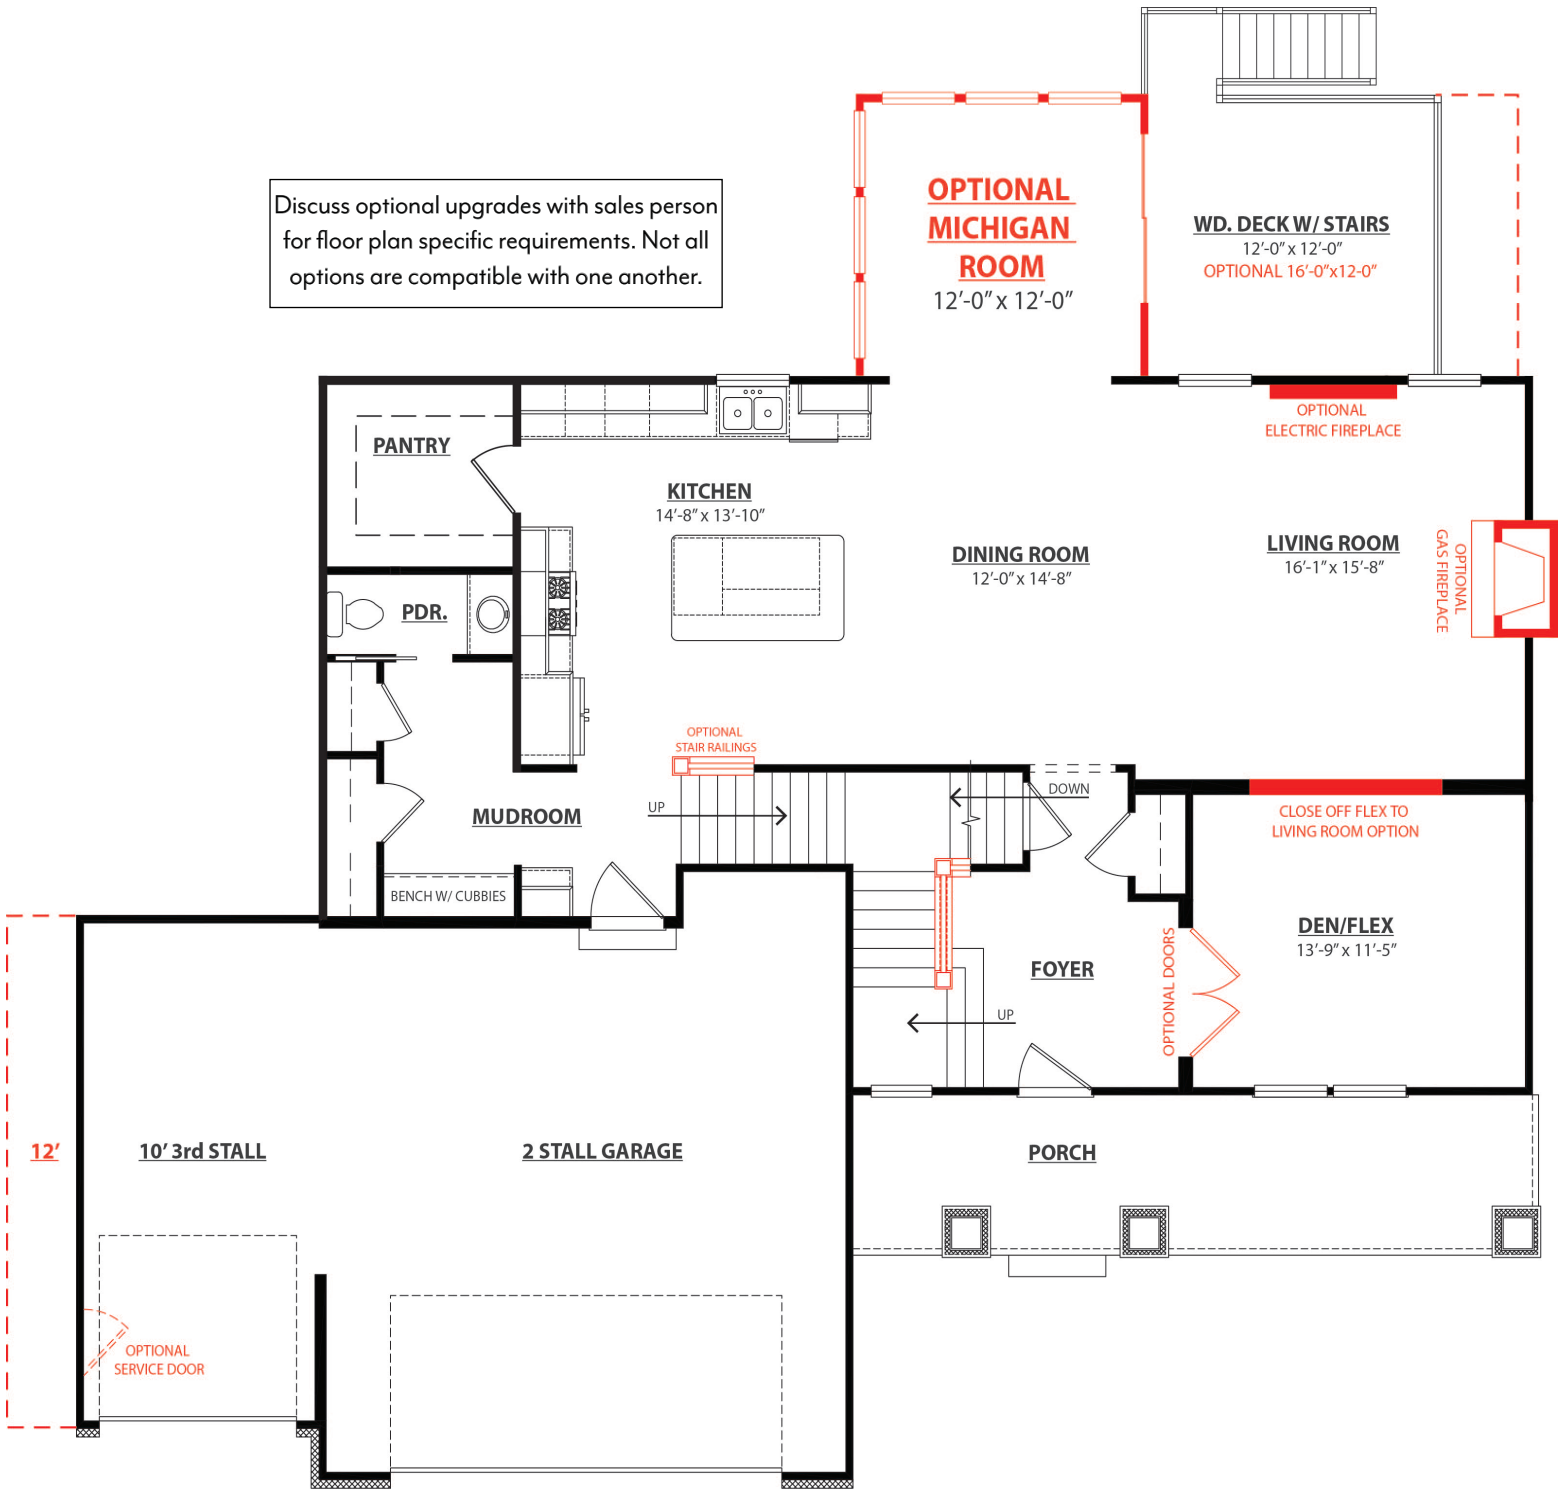 Discuss optional upgrades with sales person
for floor plan specific requirements. Not all
options are compatible with one another.
OPTIONAL
MICHIGAN
ROOM
12'-0" x 12'-0"
WD. DECK W/ STAIRS
12'-0" x 12'-0"
OPTIONAL 16'-0"x12-0"
OPTIONAL
ELECTRIC FIREPLACE
PANTRY
KITCHEN
14'-8" x 13'-10"
DINING ROOM
12'-0" x 14'-8"
LIVING ROOM
16'-1" x 15'-8"
OPTIONAL
GAS FIREPLACE
PDR.
OPTIONAL
STAIR RAILINGS
MUDROOM
UP
DOWN
CLOSE OFF FLEX TO
LIVING ROOM OPTION
BENCH W/ CUBBIES
FOYER
UP
OPTIONAL DOORS
DEN/FLEX
13'-9" x 11'-5"
12'
10' 3rd STALL
2 STALL GARAGE
PORCH
OPTIONAL
SERVICE DOOR